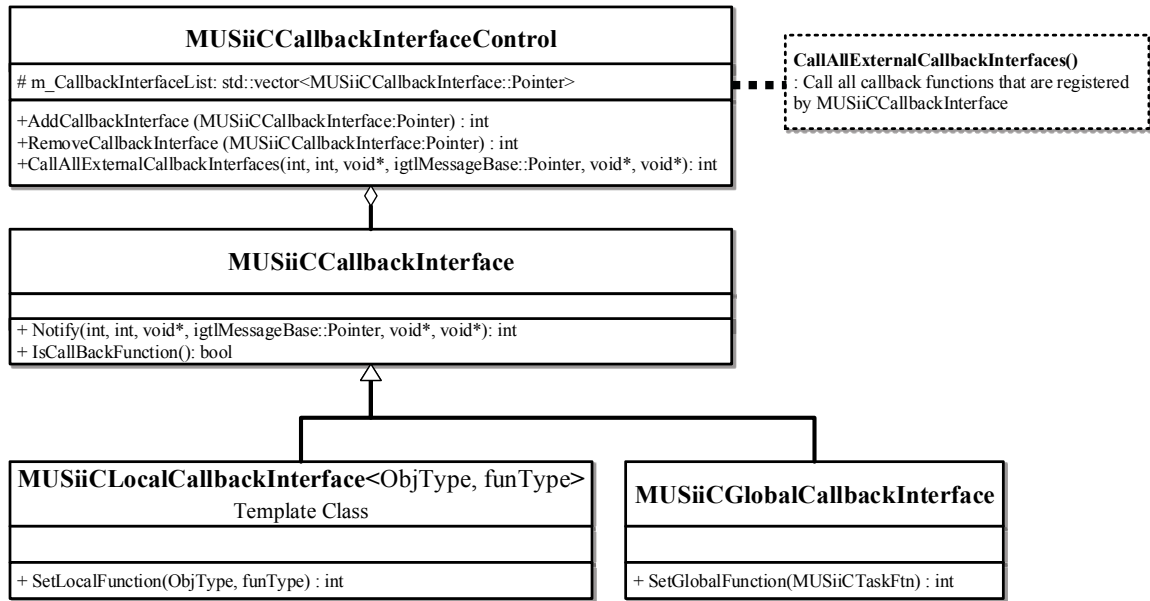 MUSiiCCallbackInterfaceControl
# m_CallbackInterfaceList: std::vector<MUSiiCCallbackInterface::Pointer>
+AddCallbackInterface (MUSiiCCallbackInterface:Pointer) : int
+RemoveCallbackInterface (MUSiiCCallbackInterface:Pointer) : int
+CallAllExternalCallbackInterfaces(int, int, void*, igtlMessageBase::Pointer, void*, void*): int
CallAllExternalCallbackInterfaces()
: Call all callback functions that are registered
by MUSiiCCallbackInterface
MUSiiCCallbackInterface
+ Notify(int, int, void*, igtlMessageBase::Pointer, void*, void*): int
+ IsCallBackFunction(): bool
MUSiiCLocalCallbackInterface<ObjType, funType>
Template Class
+ SetLocalFunction(ObjType, funType) : int
MUSiiCGlobalCallbackInterface
+ SetGlobalFunction(MUSiiCTaskFtn) : int